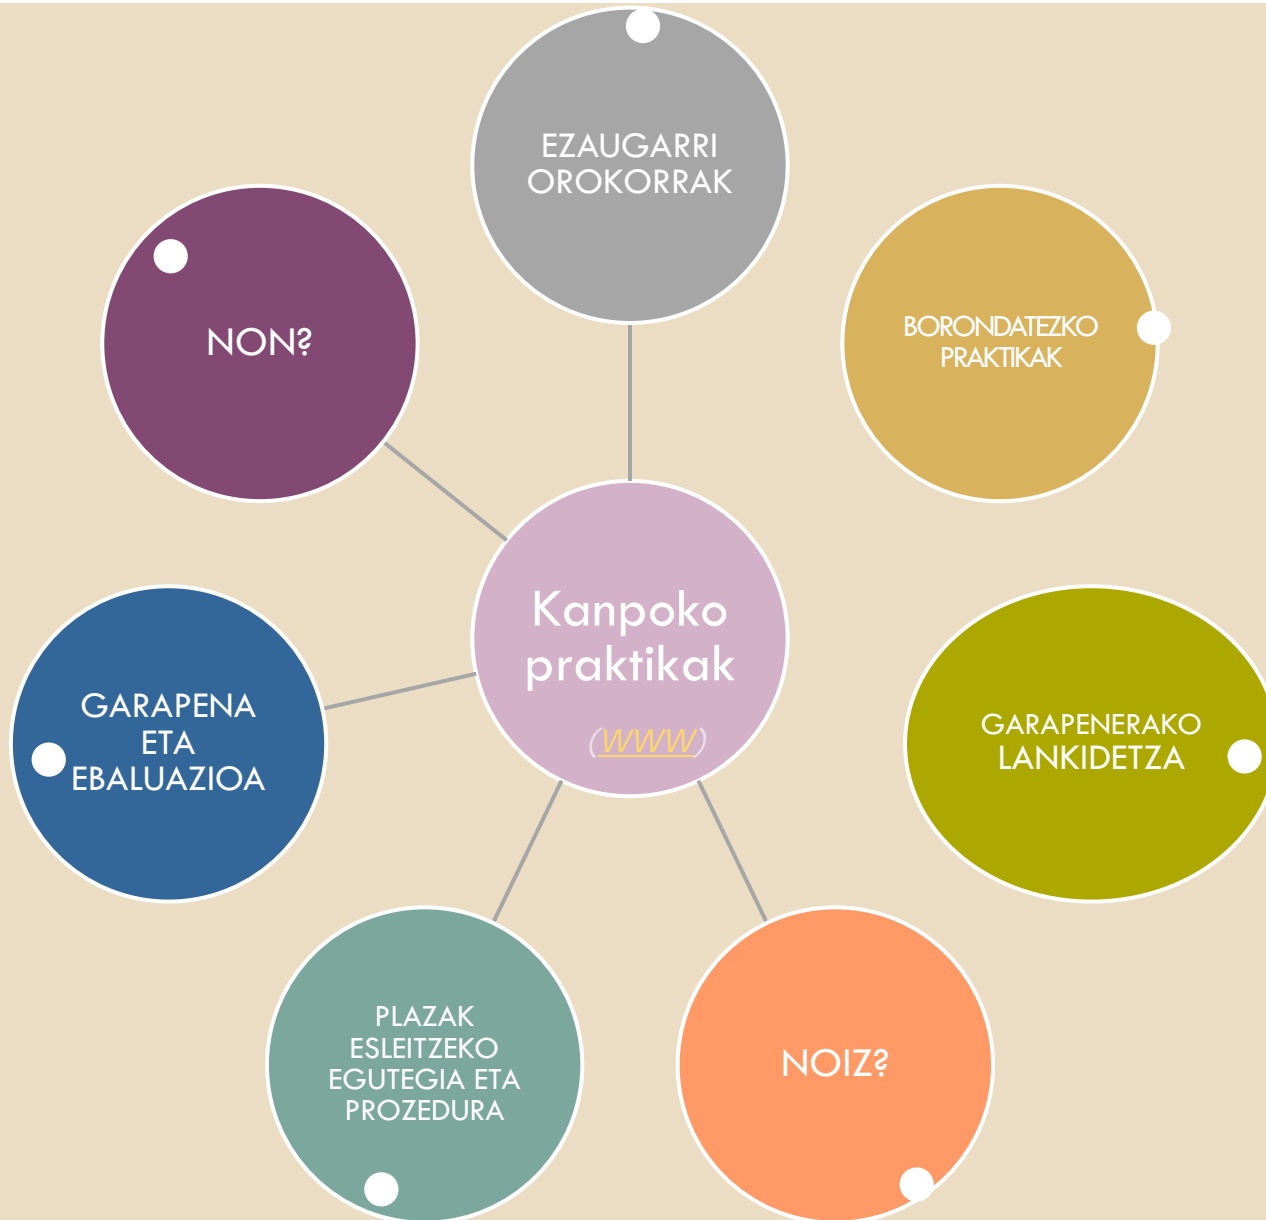 EZAUGARRI
OROKORRAK
BORONDATEZKO
PRAKTIKAK
NON?
Kanpoko
praktikak
(WWW)
GARAPENERAKO
LANKIDETZA
GARAPENA
ETA
EBALUAZIOA
NOIZ?
PLAZAK
ESLEITZEKO
EGUTEGIA ETA
PROZEDURA